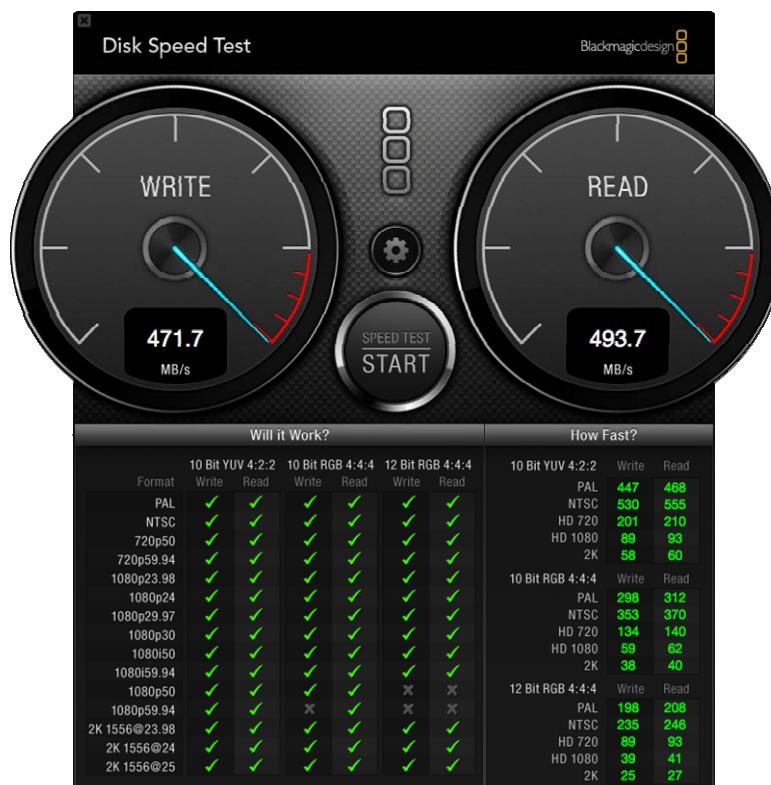 Disk Speed Test
Blackmagicdesign
WRITE
471.7
MB/s
SPEED TEST
START
READ
493.7
MB/s
Will it Work?
10 Bit YUV 4:2:2 10 Bit RGB 4:4:4 12 Bit RGB 4:4:4
Format Write Read Write Read Write Read
PAL ✓ ✓ ✓ ✓ ✓ ✓
NTSC ✓ ✓ ✓ ✓ ✓ ✓
720p50 ✓ ✓ ✓ ✓ ✓ ✓
720p59.94 ✓ ✓ ✓ ✓ ✓ ✓
1080p23.98 ✓ ✓ ✓ ✓ ✓ ✓
1080p24 ✓ ✓ ✓ ✓ ✓ ✓
1080p29.97 ✓ ✓ ✓ ✓ ✓ ✓
1080p30 ✓ ✓ ✓ ✓ ✓ ✓
1080i50 ✓ ✓ ✓ ✓ ✓ ✓
1080i59.94 ✓ ✓ ✓ ✓ ✓ ✓
1080p50 ✓ ✓ ✓ ✓ ✗ ✗
1080p59.94 ✓ ✓ ✗ ✓ ✗ ✗
2K 1556@23.98 ✓ ✓ ✓ ✓ ✓ ✓
2K 1556@24 ✓ ✓ ✓ ✓ ✓ ✓
2K 1556@25 ✓ ✓ ✓ ✓ ✓ ✓
How Fast?
10 Bit YUV 4:2:2 Write Read
PAL 447 468
NTSC 530 555
HD 720 201 210
HD 1080 89 93
2K 58 60
10 Bit RGB 4:4:4 Write Read
PAL 298 312
NTSC 353 370
HD 720 134 140
HD 1080 59 62
2K 38 40
12 Bit RGB 4:4:4 Write Read
PAL 198 208
NTSC 235 246
HD 720 89 93
HD 1080 39 41
2K 25 27